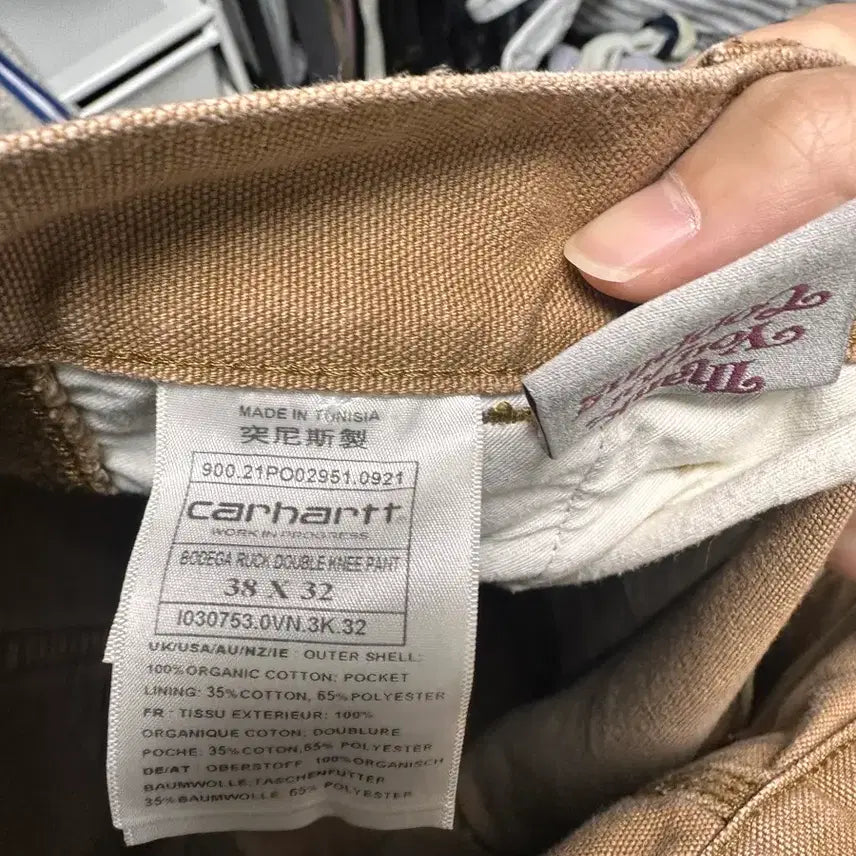 MADE IN TUNISIA
突尼斯製
900.21PO02951.0921
carhartt
WORK IN PROGRESS
BODEGA RUCK DOUBLE KNEE PANT
38 X 32
I030753.0VN.3K.32
UK/USA/AU/NZ/IE : OUTER SHELL:
100% ORGANIC COTTON; POCKET
LINING: 35% COTTON, 65% POLYESTER
FR : TISSU EXTERIEUR: 100%
ORGANIQUE COTON; DOUBLURE
POCHE: 35% COTON, 65% POLYESTER
DE/AT : OBERSTOFF: 100% ORGANISCH
BAUMWOLLE; TASCHENFUTTER
35% BAUMWOLLE, 65% POLYESTER
Thanks